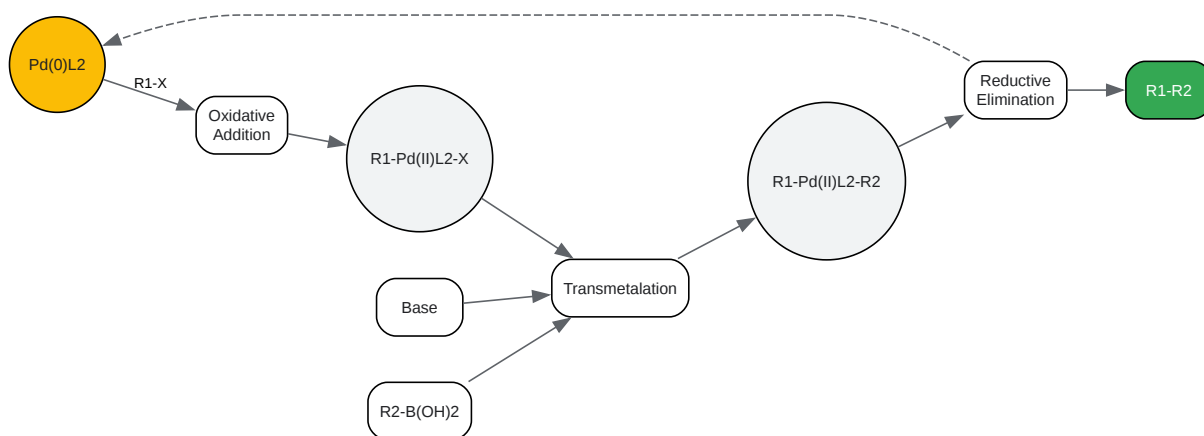 Pd(0)L2
R1-X
Oxidative
Addition
R1-Pd(II)L2-X
Base
R2-B(OH)2
Transmetalation
R1-Pd(II)L2-R2
Reductive
Elimination
R1-R2